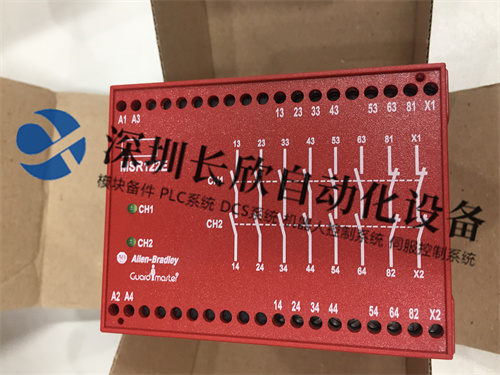 A1 A3 13 23 33 43 53 63 81 X1
13 23 33 43 53 63 81 X1
深圳长欣自动化设备
MSR122E
模块备件 PLC系统 DCS系统 机器人控制系统 伺服控制系统
CH1
CH1
CH2
CH2
14 24 34 44 54 64 82 X2
AB Allen-Bradley
Guardmaster
A2 A4 14 24 34 44 54 64 82 X2